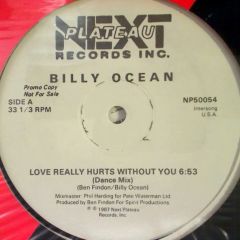 NEXT
PLATEAU
RECORDS INC.
BILLY OCEAN
Promo Copy
Not For Sale
SIDE A
33 1/3 RPM
NP50054
Intersong
U.S.A.
LOVE REALLY HURTS WITHOUT YOU 6:53
(Dance Mix)
(Ben Findon/Billy Ocean)
Mixmaster Phil Harding for Pete Waterman Ltd
Produced by Ben Findon For Spirit Productions
℗ © 1987 Next Plateau
Records, Inc.